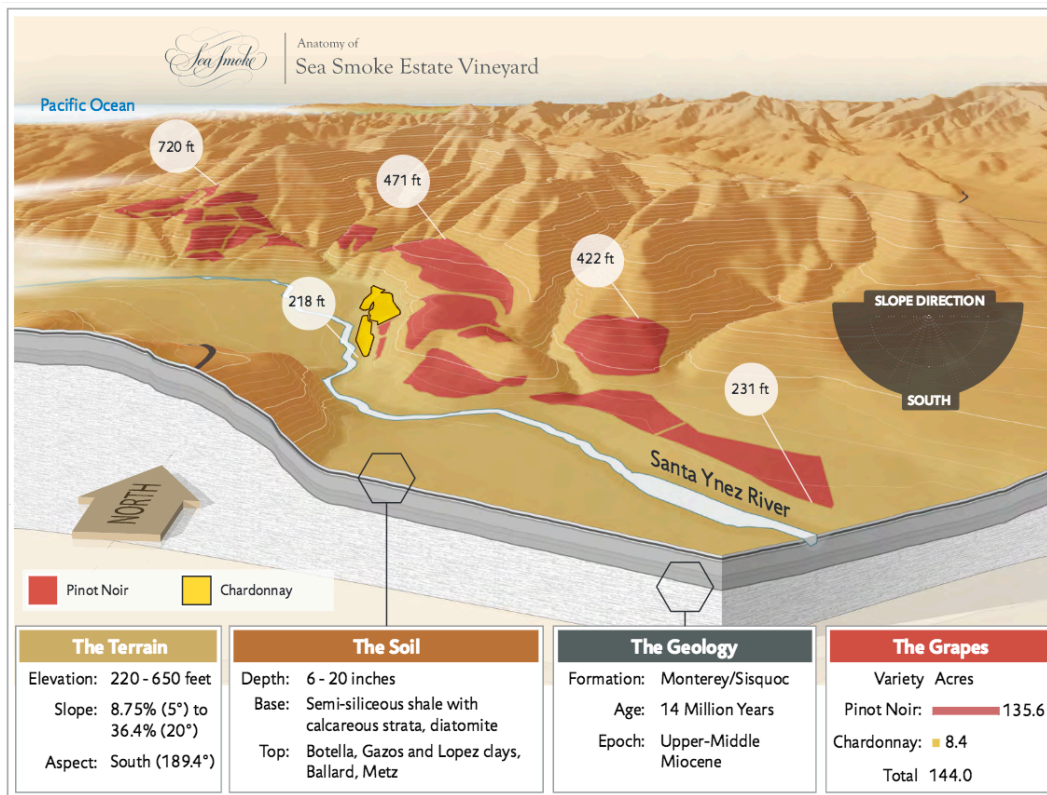 Sea Smoke
Anatomy of
Sea Smoke Estate Vineyard
Pacific Ocean
720 ft
471 ft
422 ft
218 ft
SLOPE DIRECTION
SOUTH
231 ft
Santa Ynez River
NORTH
Pinot Noir
Chardonnay
The Terrain
Elevation: 220 - 650 feet
Slope: 8.75% (5°) to
36.4% (20°)
Aspect: South (189.4°)
The Soil
Depth: 6 - 20 inches
Base: Semi-siliceous shale with
calcareous strata, diatomite
Top: Botella, Gazos and Lopez clays,
Ballard, Metz
The Geology
Formation: Monterey/Sisquoc
Age: 14 Million Years
Epoch: Upper-Middle
Miocene
The Grapes
Variety Acres
Pinot Noir: 135.6
Chardonnay: 8.4
Total 144.0